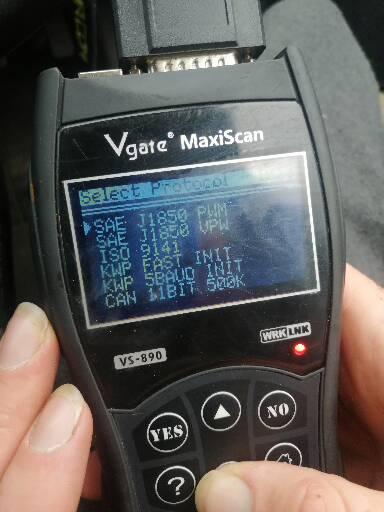 Vgate® MaxiScan
Select Protocol
SAE J1850 PWM
SAE J1850 VPW
ISO 9141
KWP FAST INIT
KWP 5BAUD INIT
CAN 11BIT 500K
WRK LNK
VS-890
YES
NO
?